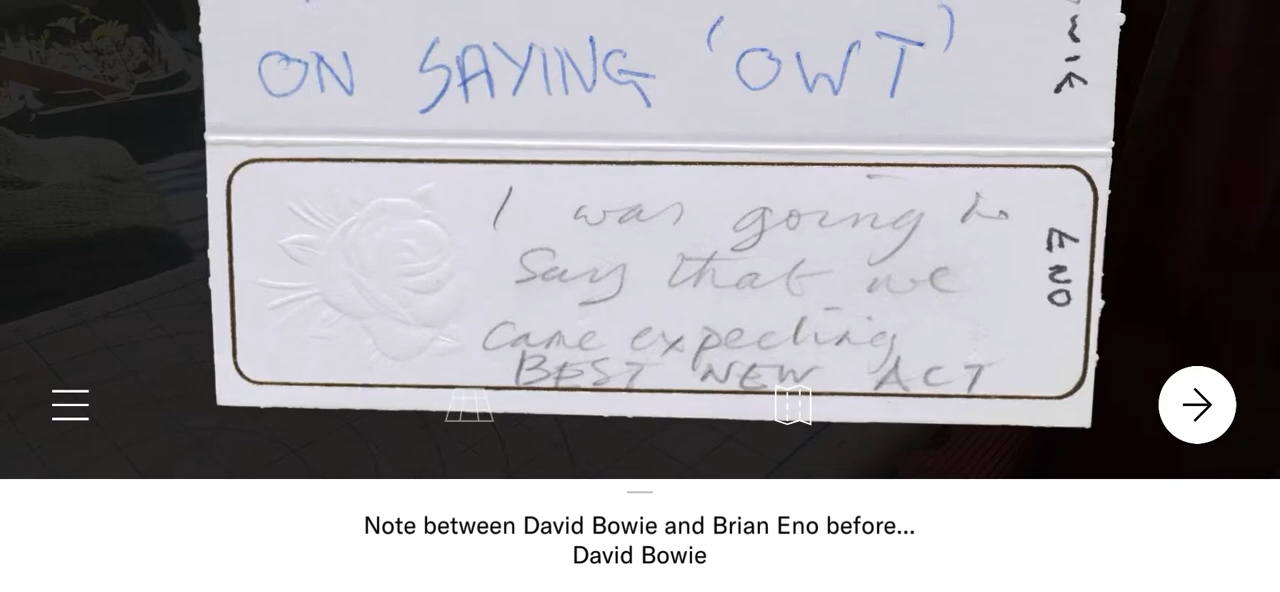 ON SAYING 'OWT'
I was going to
Say that we
came expecting
BEST NEW ACT
ENO
Note between David Bowie and Brian Eno before...
David Bowie